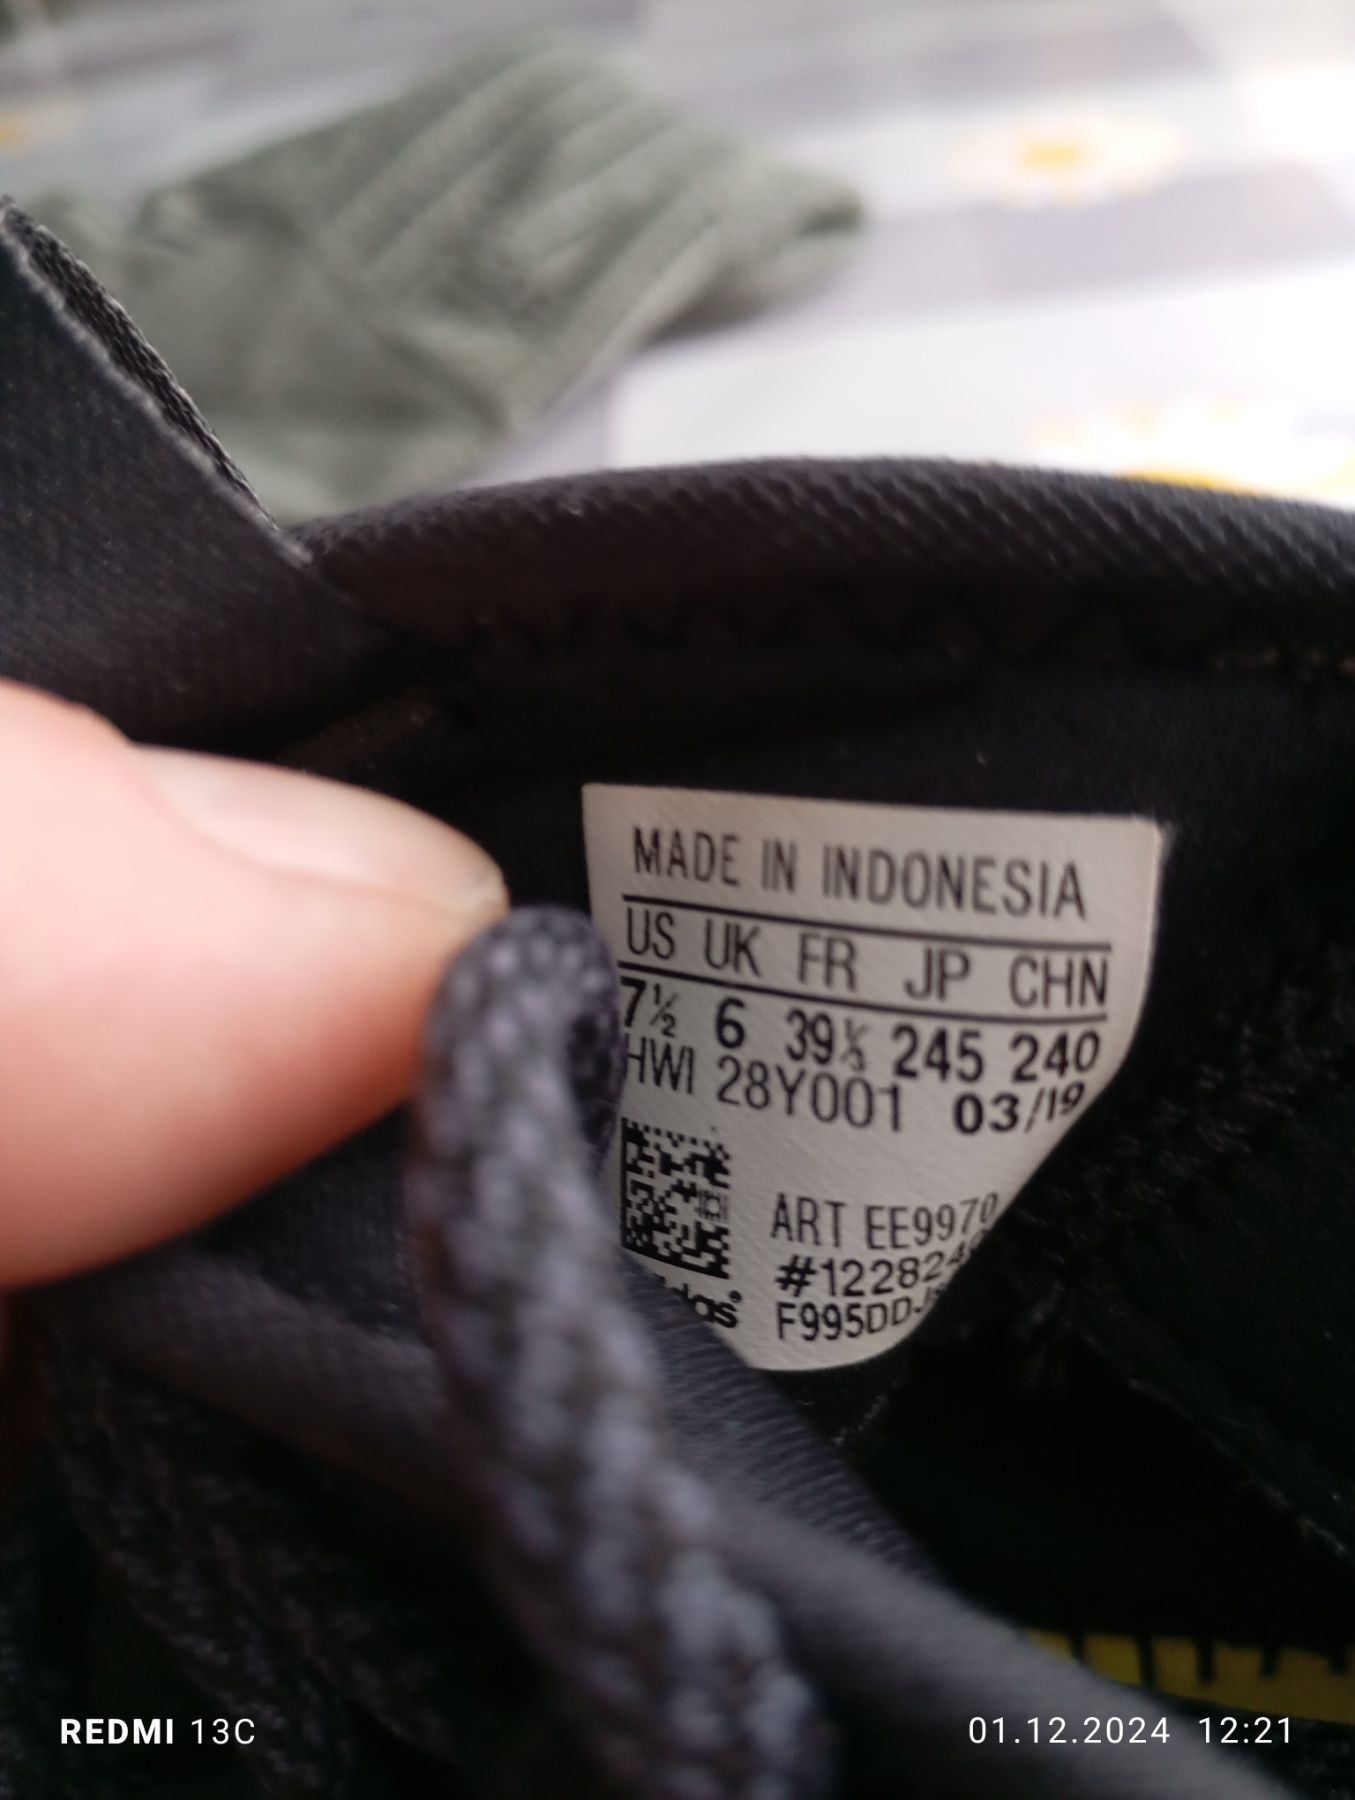 MADE IN INDONESIA
US UK FR JP CHN
7½ 6 39⅓ 245 240
HWI 28Y001 03/19
ART EE9970
REDMI 13C
01.12.2024 12:21